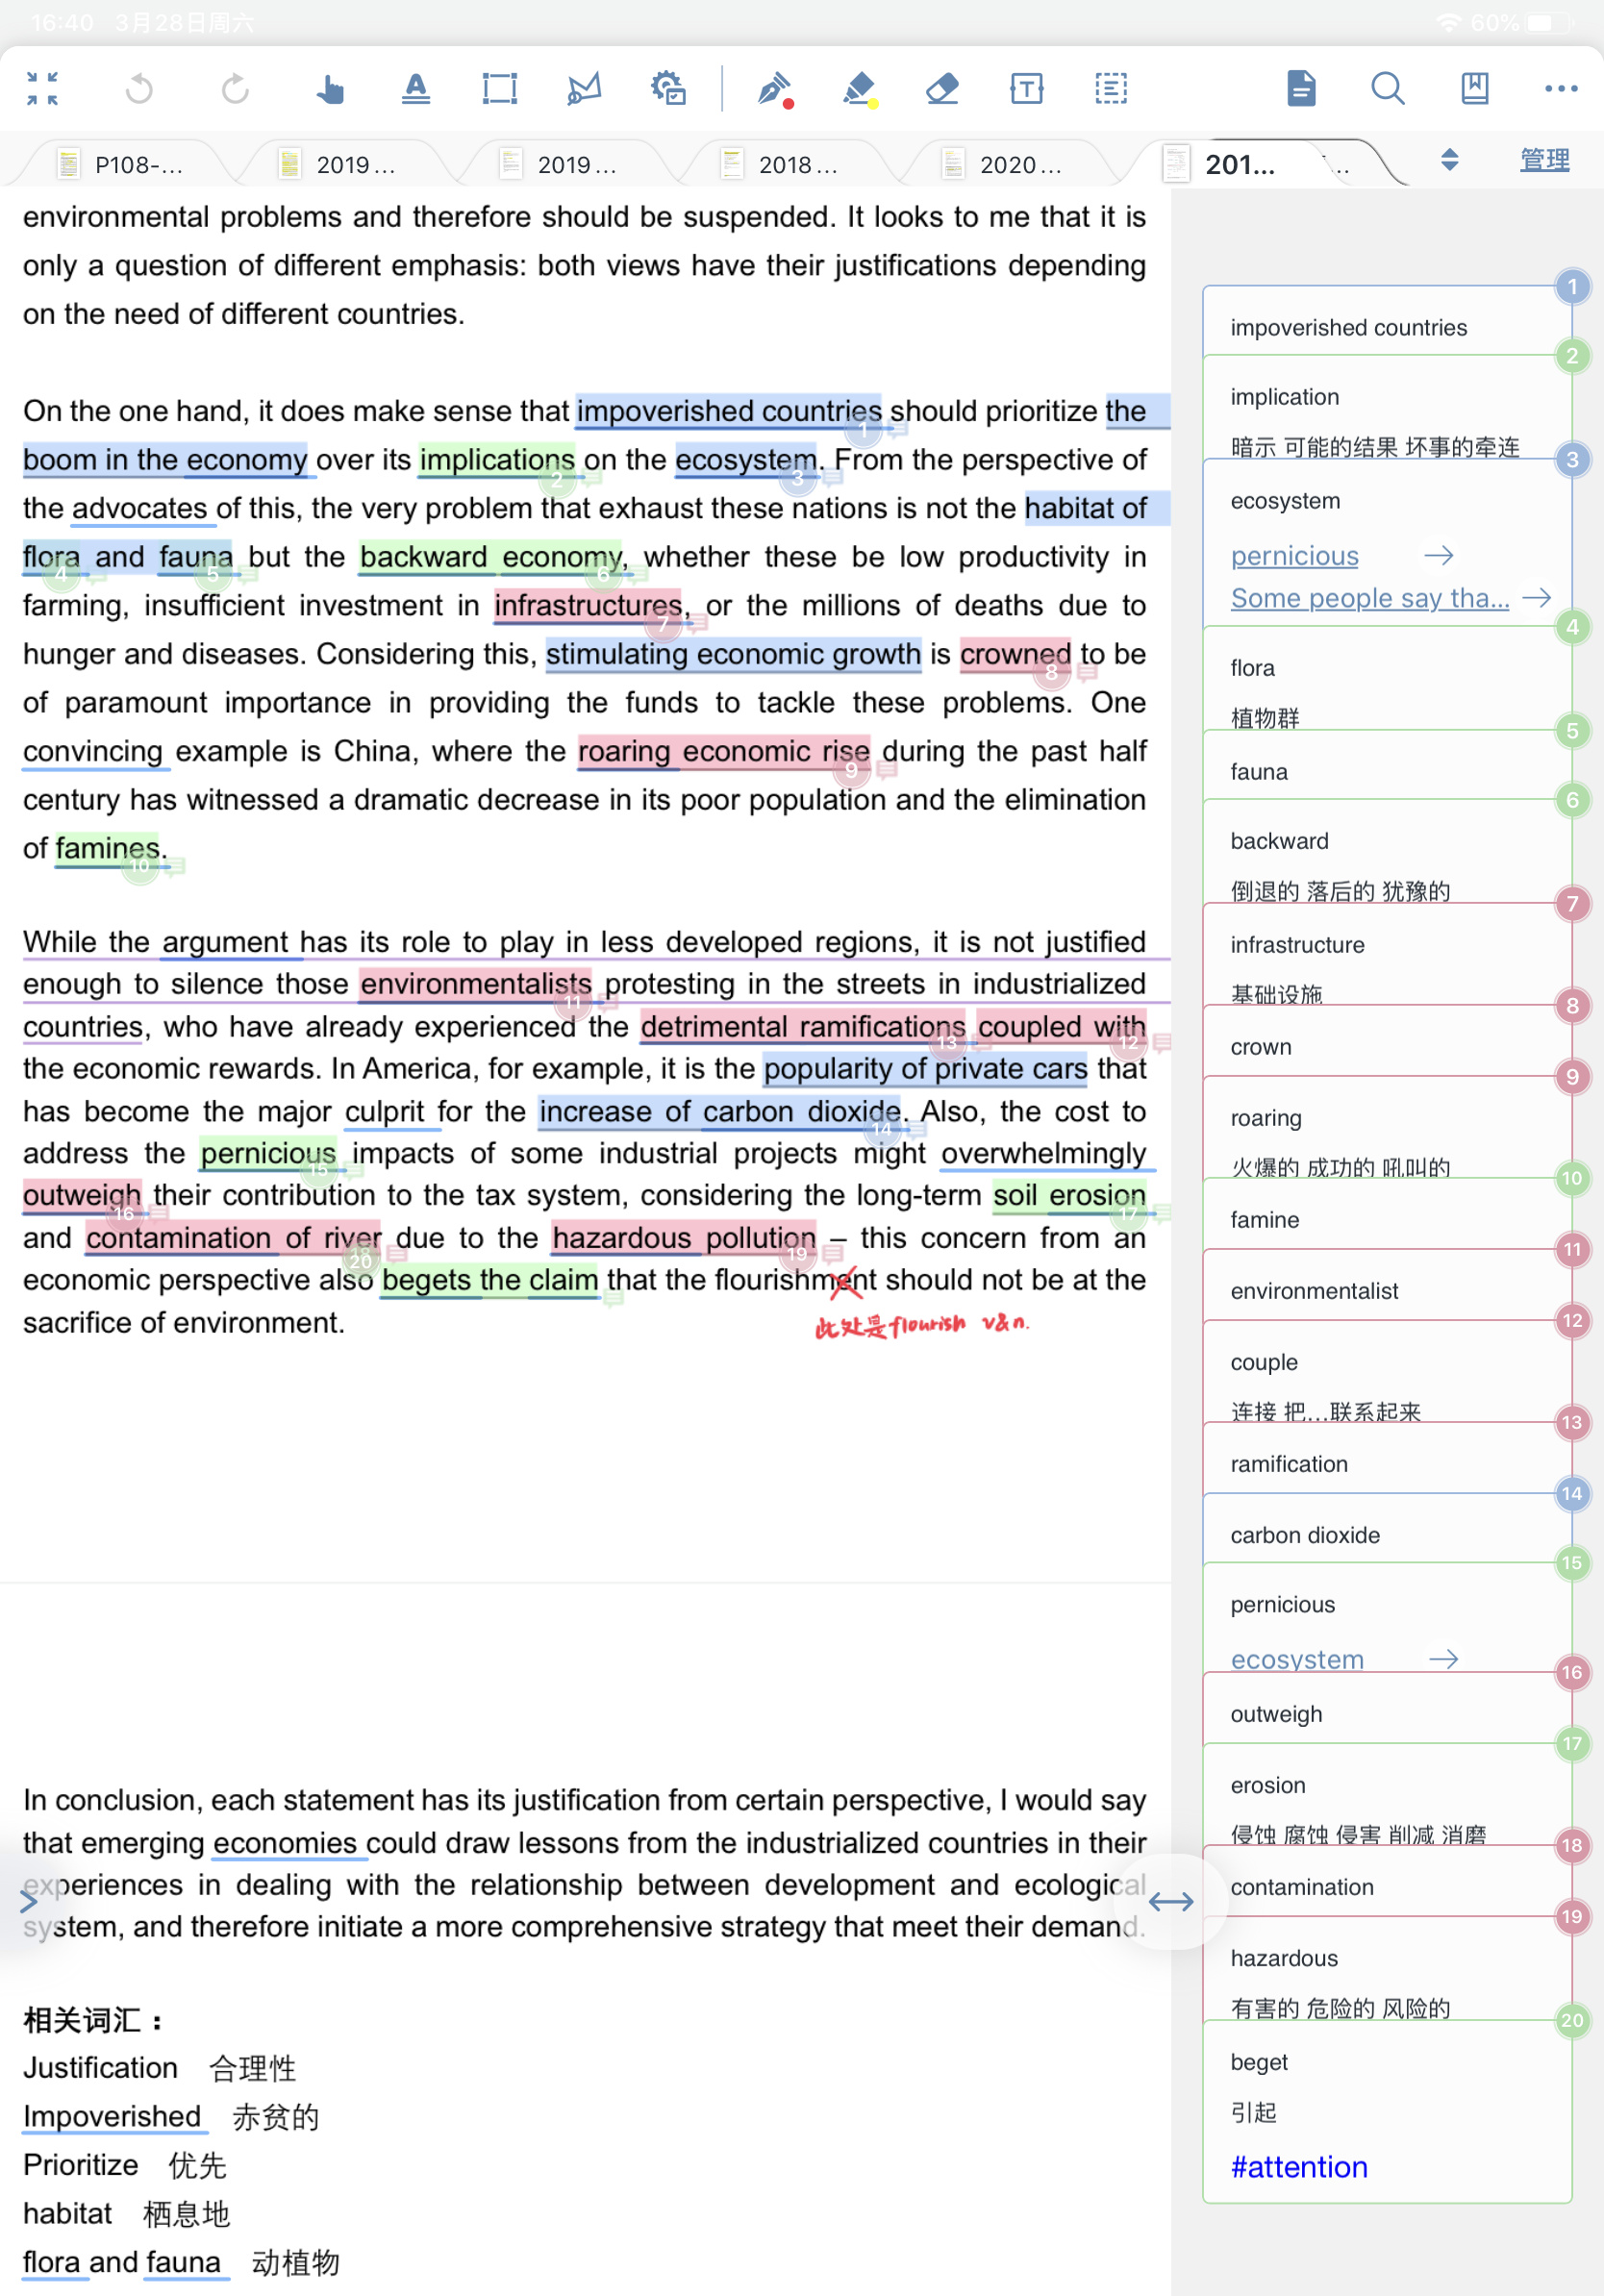 16:40 3月28日周六
60%
P108-...
2019...
2019...
2018...
2020...
201...
...
管理
environmental problems and therefore should be suspended. It looks to me that it is
only a question of different emphasis: both views have their justifications depending
on the need of different countries.
On the one hand, it does make sense that impoverished countries should prioritize the
boom in the economy over its implications on the ecosystem. From the perspective of
the advocates of this, the very problem that exhaust these nations is not the habitat of
flora and fauna but the backward economy, whether these be low productivity in
farming, insufficient investment in infrastructures, or the millions of deaths due to
hunger and diseases. Considering this, stimulating economic growth is crowned to be
of paramount importance in providing the funds to tackle these problems. One
convincing example is China, where the roaring economic rise during the past half
century has witnessed a dramatic decrease in its poor population and the elimination
of famines.
While the argument has its role to play in less developed regions, it is not justified
enough to silence those environmentalists protesting in the streets in industrialized
countries, who have already experienced the detrimental ramifications coupled with
the economic rewards. In America, for example, it is the popularity of private cars that
has become the major culprit for the increase of carbon dioxide. Also, the cost to
address the pernicious impacts of some industrial projects might overwhelmingly
outweigh their contribution to the tax system, considering the long-term soil erosion
and contamination of river due to the hazardous pollution – this concern from an
economic perspective also begets the claim that the flourishment should not be at the
sacrifice of environment.
此处是flourish v&n.
In conclusion, each statement has its justification from certain perspective, I would say
that emerging economies could draw lessons from the industrialized countries in their
experiences in dealing with the relationship between development and ecological
system, and therefore initiate a more comprehensive strategy that meet their demand.
相关词汇：
Justification 合理性
Impoverished 赤贫的
Prioritize 优先
habitat 栖息地
flora and fauna 动植物
1
impoverished countries
2
implication
暗示 可能的结果 坏事的牵连
3
ecosystem
pernicious →
Some people say tha... →
4
flora
植物群
5
fauna
6
backward
倒退的 落后的 犹豫的
7
infrastructure
基础设施
8
crown
9
roaring
火爆的 成功的 吼叫的
10
famine
11
environmentalist
12
couple
连接 把...联系起来
13
ramification
14
carbon dioxide
15
pernicious
ecosystem →
16
outweigh
17
erosion
侵蚀 腐蚀 侵害 削减 消磨
18
contamination
19
hazardous
有害的 危险的 风险的
20
beget
引起
#attention